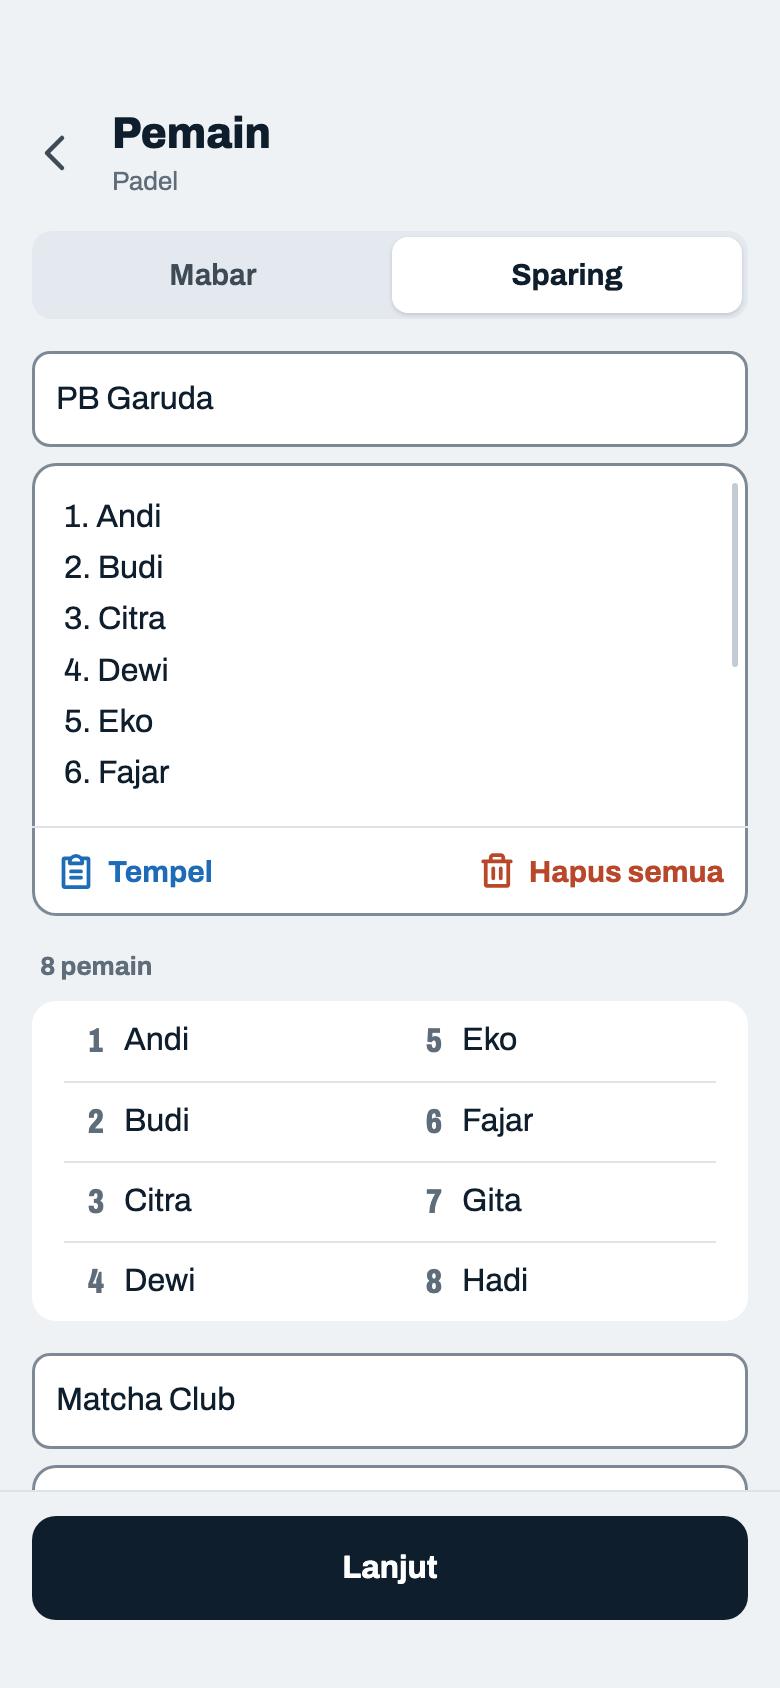 Pemain
Padel
Mabar
Sparing
PB Garuda
1. Andi
2. Budi
3. Citra
4. Dewi
5. Eko
6. Fajar
Tempel
Hapus semua
8 pemain
1 Andi
5 Eko
2 Budi
6 Fajar
3 Citra
7 Gita
4 Dewi
8 Hadi
Matcha Club
Lanjut